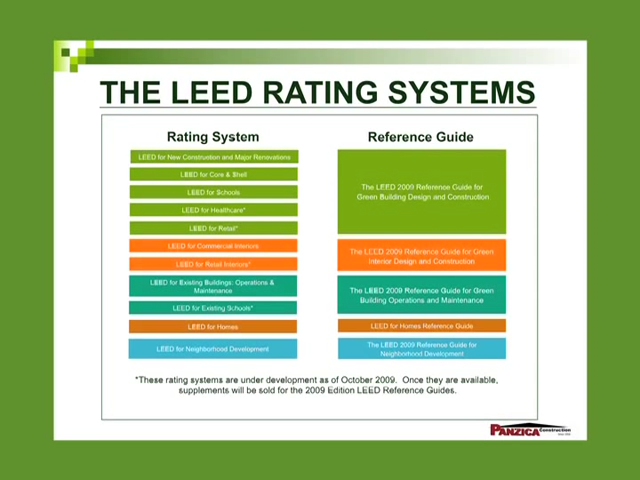 THE LEED RATING SYSTEMS
Rating System
LEED for New Construction and Major Renovations
LEED for Core & Shell
LEED for Schools
LEED for Healthcare*
LEED for Retail*
LEED for Commercial Interiors
LEED for Retail Interiors*
LEED for Existing Buildings: Operations &
Maintenance
LEED for Existing Schools*
LEED for Homes
LEED for Neighborhood Development
Reference Guide
The LEED 2009 Reference Guide for
Green Building Design and Construction
The LEED 2009 Reference Guide for Green
Interior Design and Construction
The LEED 2009 Reference Guide for Green
Building Operations and Maintenance
LEED for Homes Reference Guide
The LEED 2009 Reference Guide for
Neighborhood Development
*These rating systems are under development as of October 2009. Once they are available,
supplements will be sold for the 2009 Edition LEED Reference Guides.
PANZICA Construction